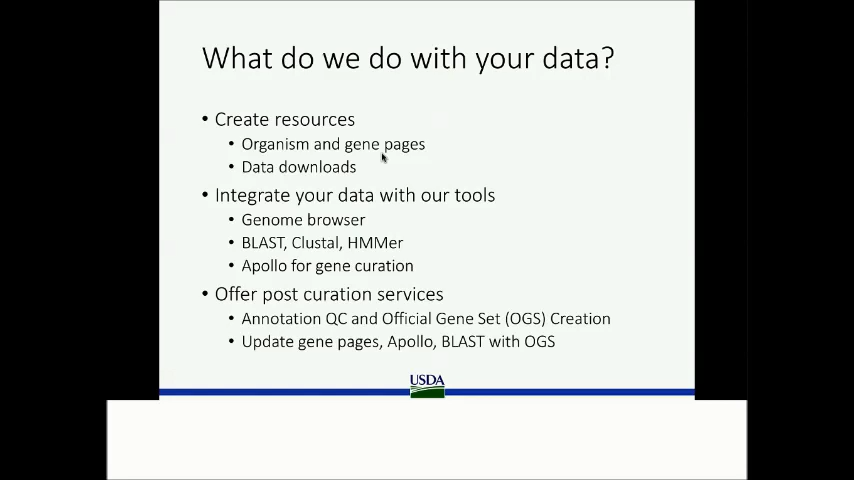 What do we do with your data?
• Create resources
• Organism and gene pages
• Data downloads
• Integrate your data with our tools
• Genome browser
• BLAST, Clustal, HMMer
• Apollo for gene curation
• Offer post curation services
• Annotation QC and Official Gene Set (OGS) Creation
• Update gene pages, Apollo, BLAST with OGS
USDA